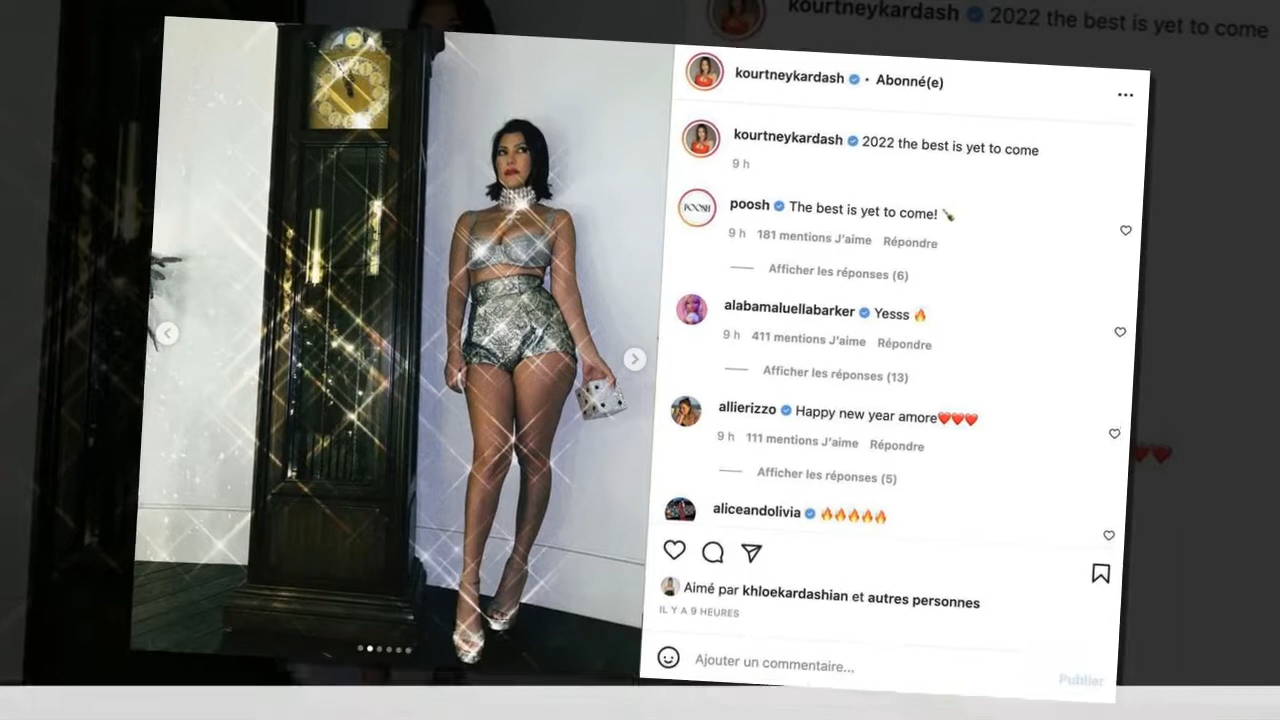 kourtneykardash 2022 the best is yet to come
kourtneykardash • Abonné(e)
kourtneykardash 2022 the best is yet to come
9 h
POOSH
poosh The best is yet to come! 🍾
9 h 181 mentions J'aime Répondre
Afficher les réponses (6)
alabamaluellabarker Yesss 🔥
9 h 411 mentions J'aime Répondre
Afficher les réponses (13)
allierizzo Happy new year amore❤️❤️❤️
9 h 111 mentions J'aime Répondre
Afficher les réponses (5)
aliceandolivia 🔥🔥🔥🔥🔥
Aimé par khloekardashian et autres personnes
IL Y A 9 HEURES
Ajouter un commentaire...
Publier